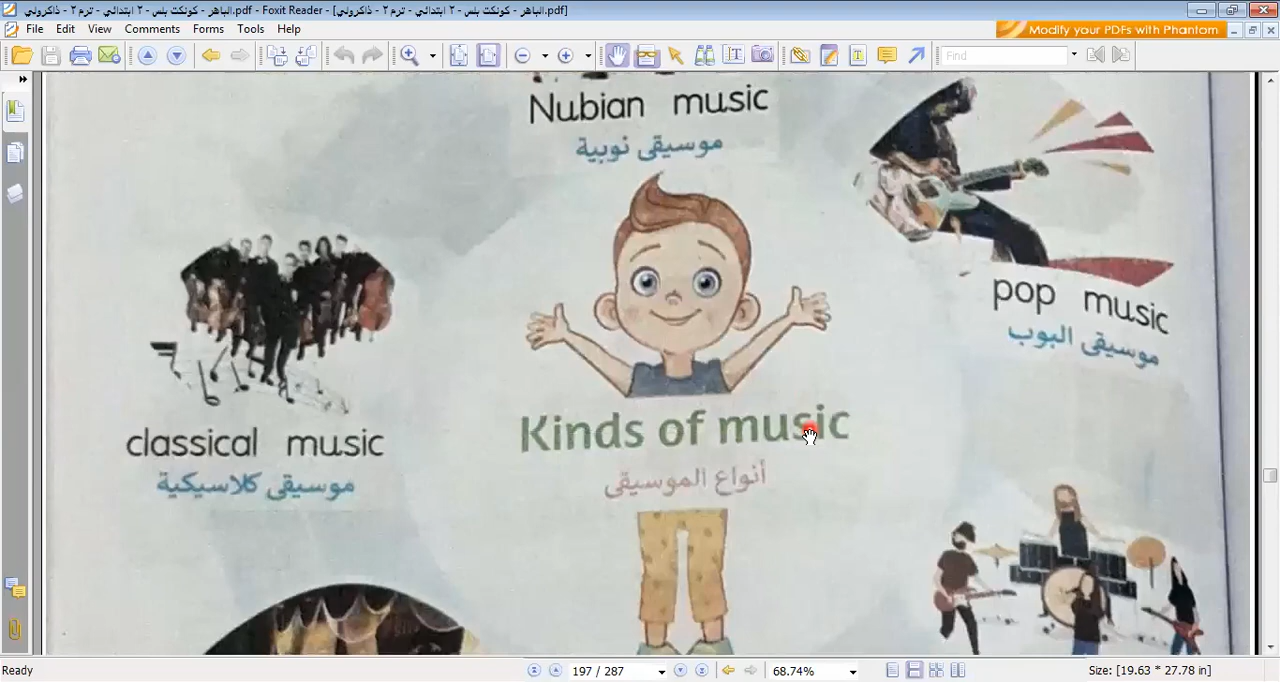 الباهر - كونكت بلس - ٢ ابتدائي - ترم ٢ - ذاكرولي.pdf - Foxit Reader - [الباهر - كونكت بلس - ٢ ابتدائي - ترم ٢ - ذاكرولي.pdf]
File Edit View Comments Forms Tools Help
Modify your PDFs with Phantom
Find
Nubian music
موسيقى نوبية
pop music
موسيقى البوب
classical music
موسيقى كلاسيكية
Kinds of music
أنواع الموسيقى
Ready
197 / 287
68.74%
Size: [19.63 * 27.78 in]